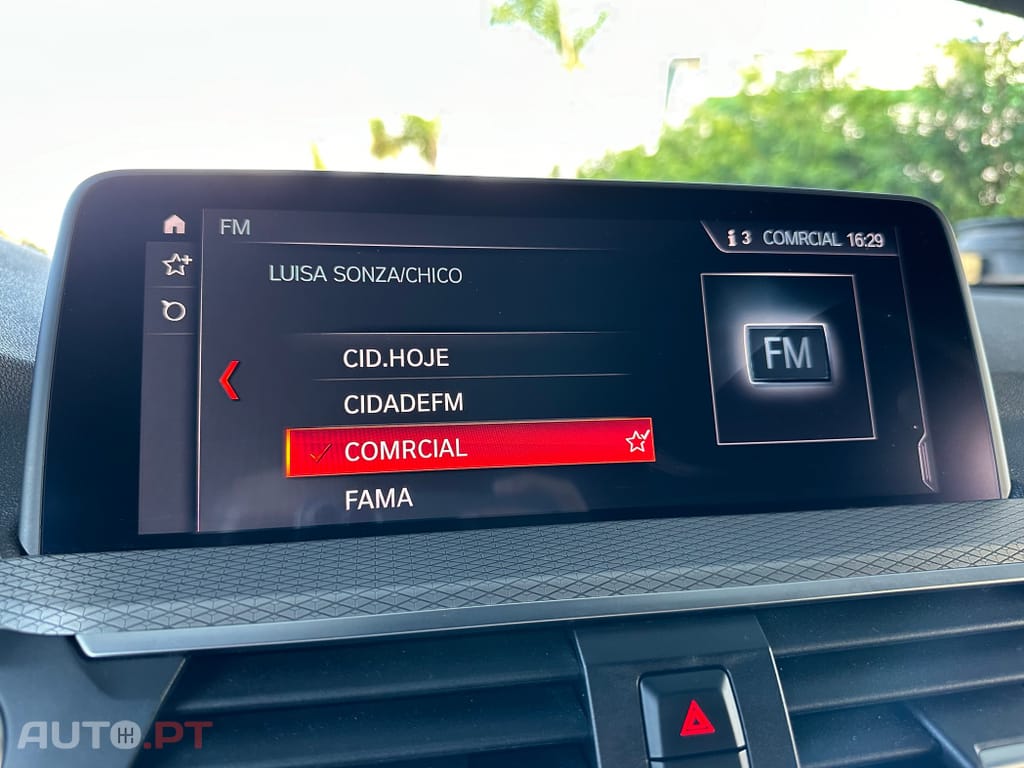 FM
3 COMRCIAL 16:29
LUISA SONZA/CHICO
CID.HOJE
CIDADEFM
COMRCIAL
FAMA
FM
AUTO.PT